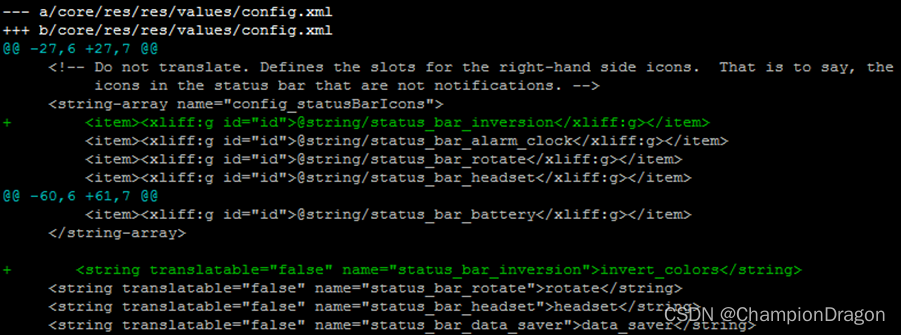 --- a/core/res/res/values/config.xml
+++ b/core/res/res/values/config.xml
@@ -27,6 +27,7 @@
     <!-- Do not translate. Defines the slots for the right-hand side icons.  That is to say, the
          icons in the status bar that are not notifications. -->
     <string-array name="config_statusBarIcons">
+        <item><xliff:g id="id">@string/status_bar_inversion</xliff:g></item>
         <item><xliff:g id="id">@string/status_bar_alarm_clock</xliff:g></item>
         <item><xliff:g id="id">@string/status_bar_rotate</xliff:g></item>
         <item><xliff:g id="id">@string/status_bar_headset</xliff:g></item>
@@ -60,6 +61,7 @@
         <item><xliff:g id="id">@string/status_bar_battery</xliff:g></item>
     </string-array>
+       <string translatable="false" name="status_bar_inversion">invert_colors</string>
     <string translatable="false" name="status_bar_rotate">rotate</string>
     <string translatable="false" name="status_bar_headset">headset</string>
     <string translatable="false" name="status_bar_data_saver">data_saver</string>
CSDN @ChampionDragon